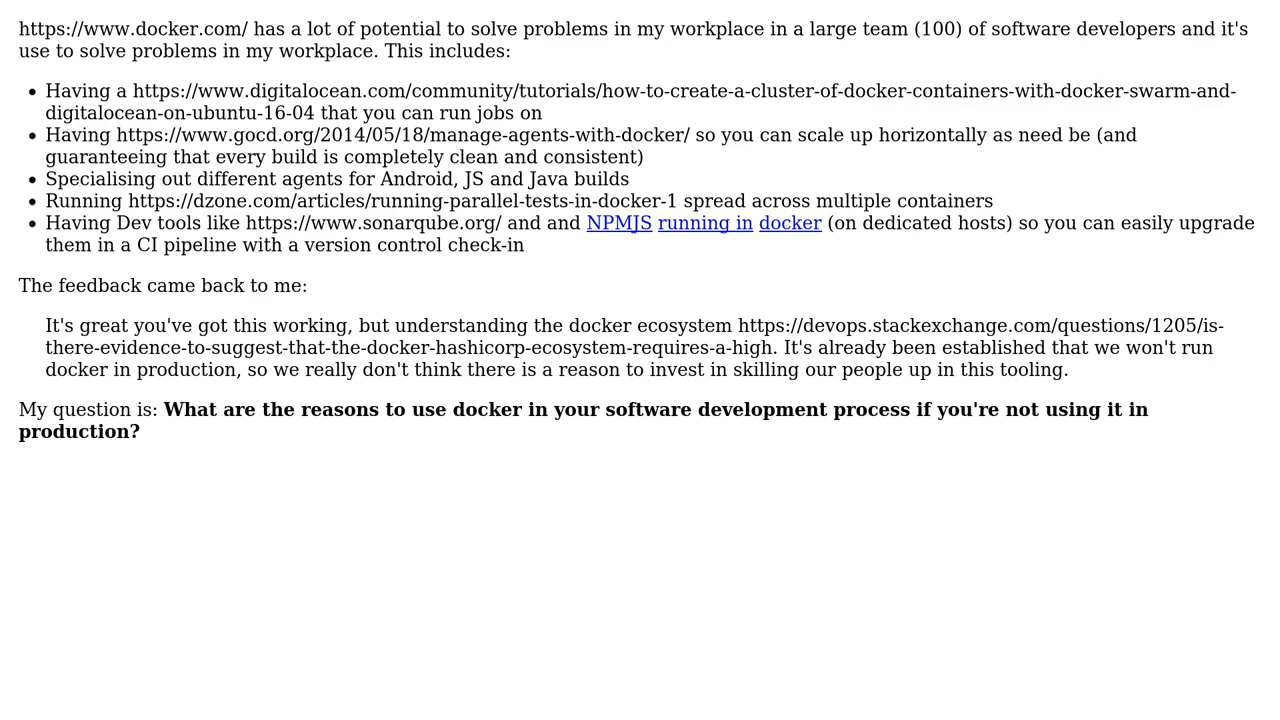 https://www.docker.com/ has a lot of potential to solve problems in my workplace in a large team (100) of software developers and it's
use to solve problems in my workplace. This includes:
Having a https://www.digitalocean.com/community/tutorials/how-to-create-a-cluster-of-docker-containers-with-docker-swarm-and-
digitalocean-on-ubuntu-16-04 that you can run jobs on
Having https://www.gocd.org/2014/05/18/manage-agents-with-docker/ so you can scale up horizontally as need be (and
guaranteeing that every build is completely clean and consistent)
Specialising out different agents for Android, JS and Java builds
Running https://dzone.com/articles/running-parallel-tests-in-docker-1 spread across multiple containers
Having Dev tools like https://www.sonarqube.org/ and and NPMJS running in docker (on dedicated hosts) so you can easily upgrade
them in a CI pipeline with a version control check-in
The feedback came back to me:
It's great you've got this working, but understanding the docker ecosystem https://devops.stackexchange.com/questions/1205/is-
there-evidence-to-suggest-that-the-docker-hashicorp-ecosystem-requires-a-high. It's already been established that we won't run
docker in production, so we really don't think there is a reason to invest in skilling our people up in this tooling.
My question is: What are the reasons to use docker in your software development process if you're not using it in
production?